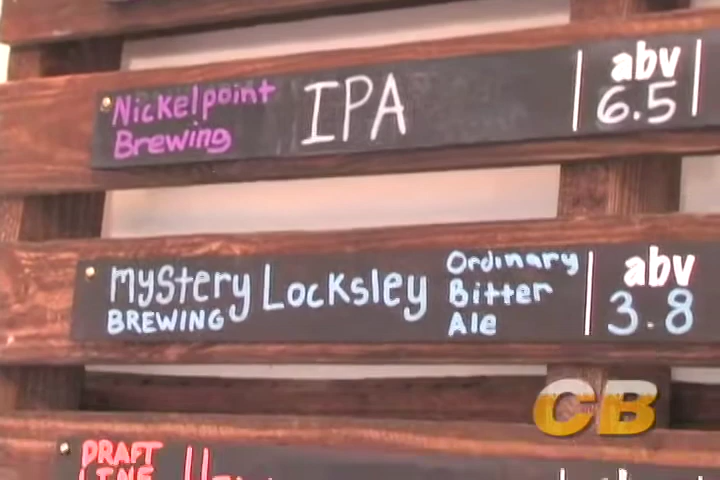 Nickelpoint
Brewing
IPA
abv
6.5
Mystery
BREWING
Locksley
Ordinary
Bitter
Ale
abv
3.8
CB
DRAFT
LINE